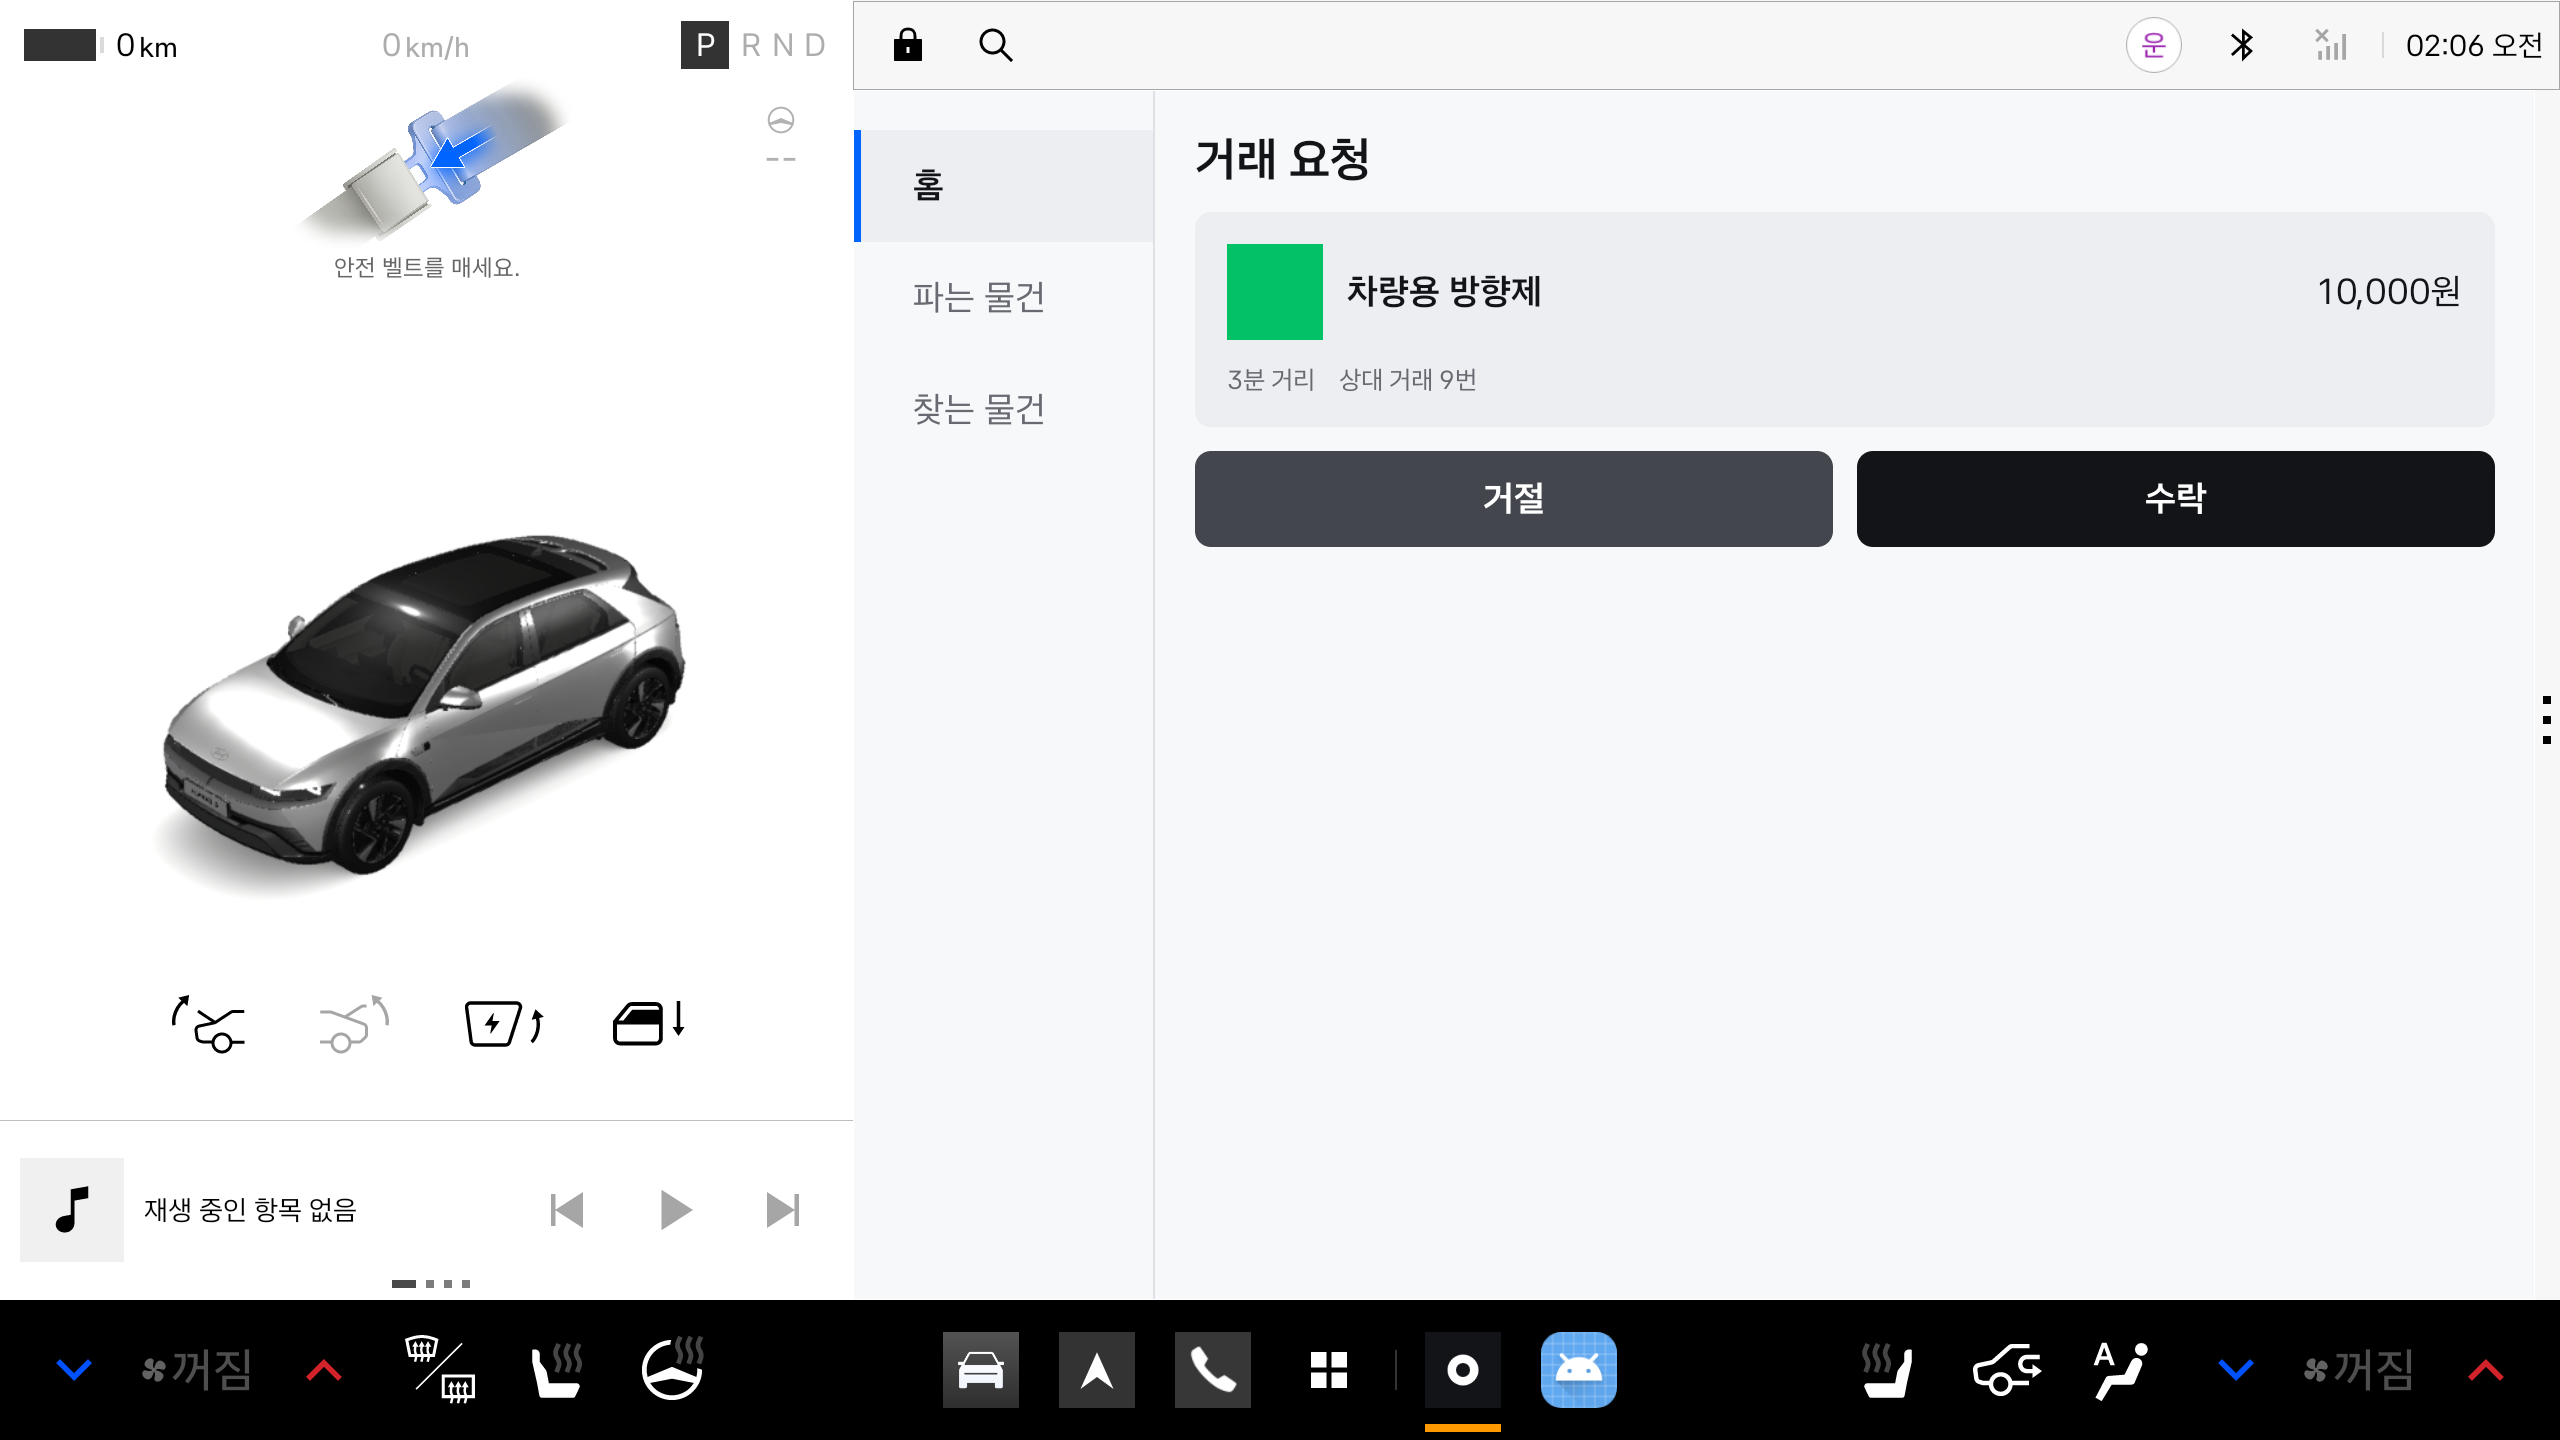 0 km
0 km/h
P R N D
안전 벨트를 매세요.
운
02:06 오전
홈
파는 물건
찾는 물건
거래 요청
차량용 방향제
10,000원
3분 거리 상대 거래 9번
거절
수락
재생 중인 항목 없음
꺼짐
A
꺼짐